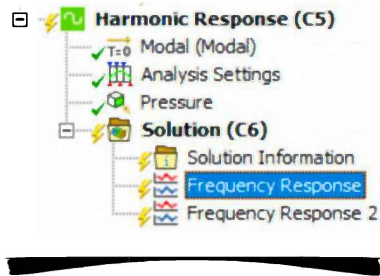 Harmonic Response (C5)
T=0 Modal (Modal)
Analysis Settings
Pressure
Solution (C6)
Solution Information
Frequency Response
Frequency Response 2